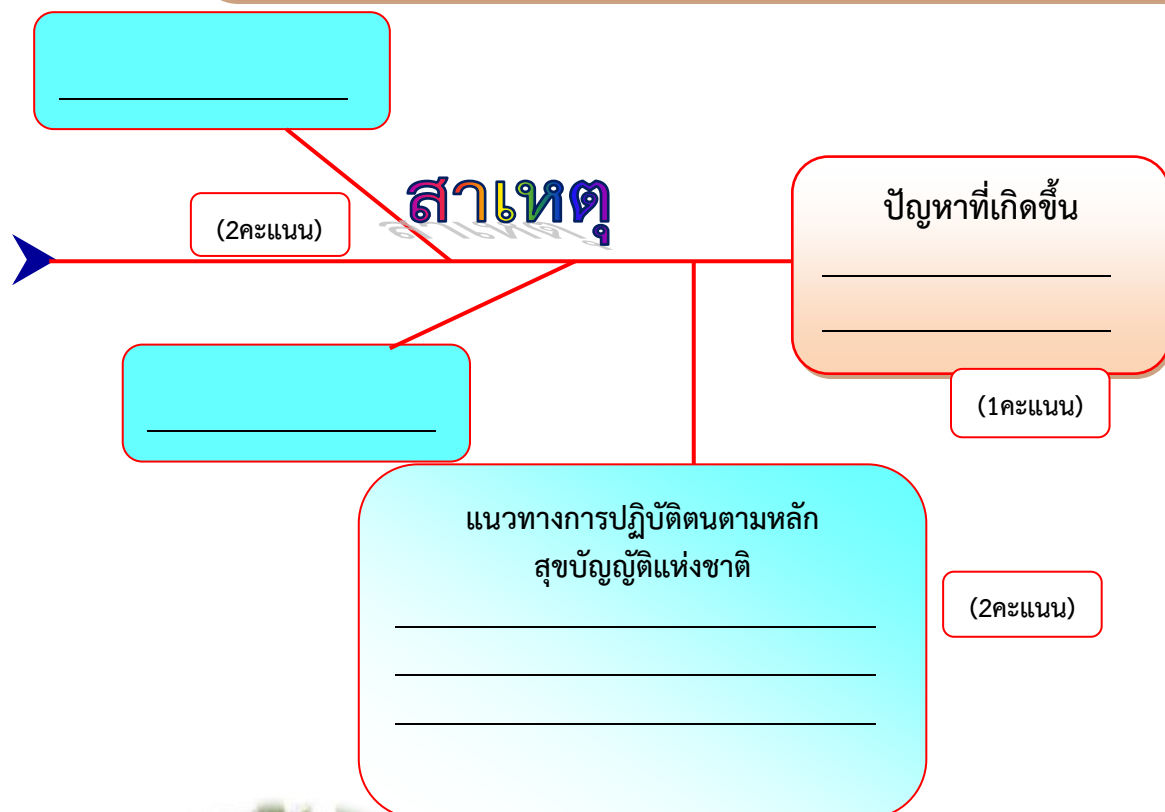 สาเหตุ
(2คะแนน)
ปัญหาที่เกิดขึ้น
(1คะแนน)
แนวทางการปฏิบัติตนตามหลัก
สุขบัญญัติแห่งชาติ
(2คะแนน)